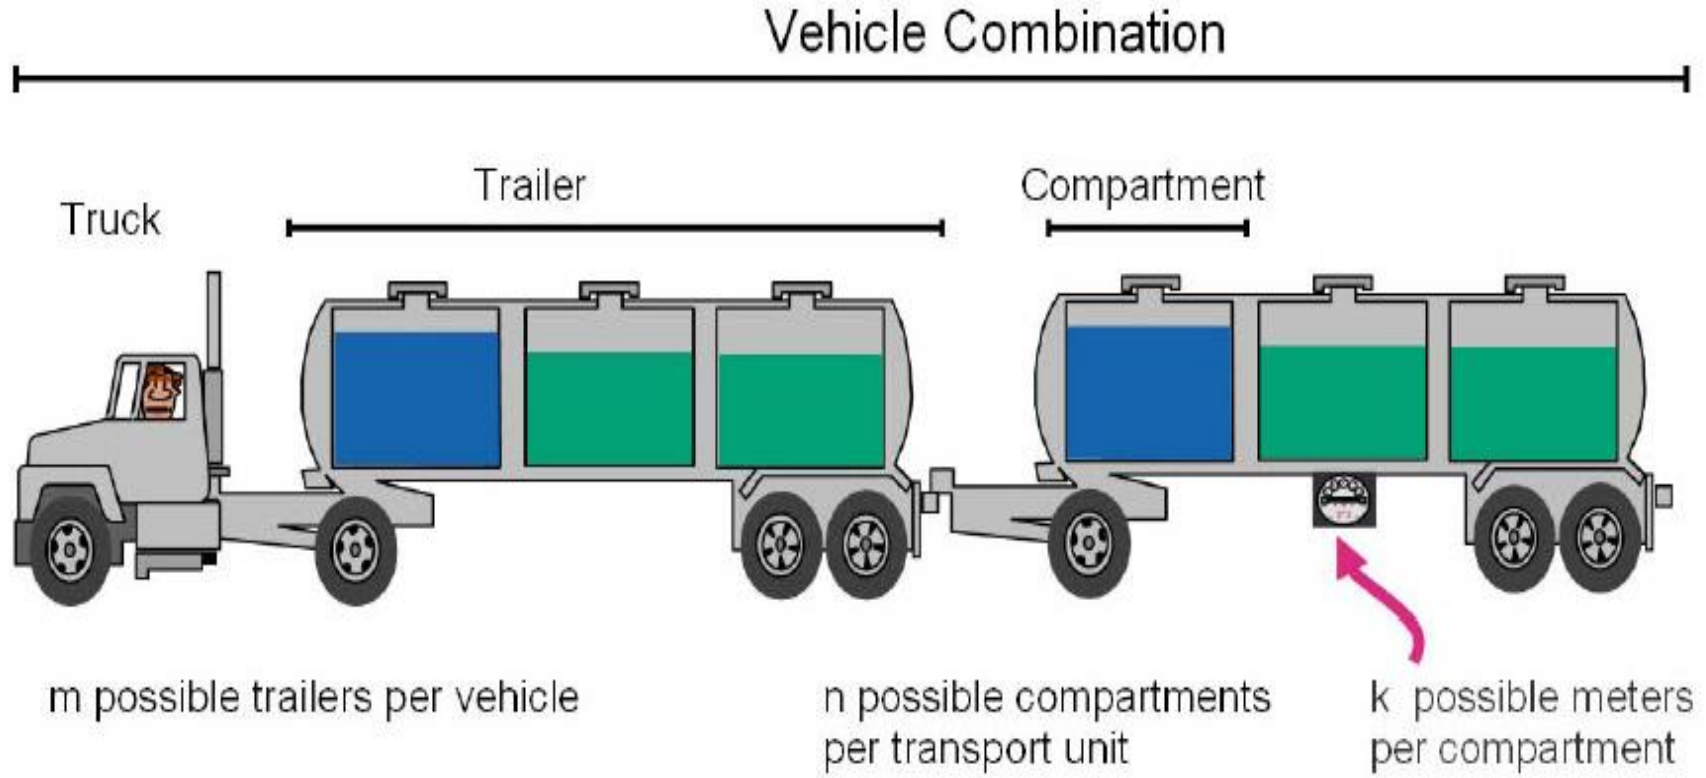 Vehicle Combination
Truck
Trailer
Compartment
m possible trailers per vehicle
n possible compartments
per transport unit
k possible meters
per compartment